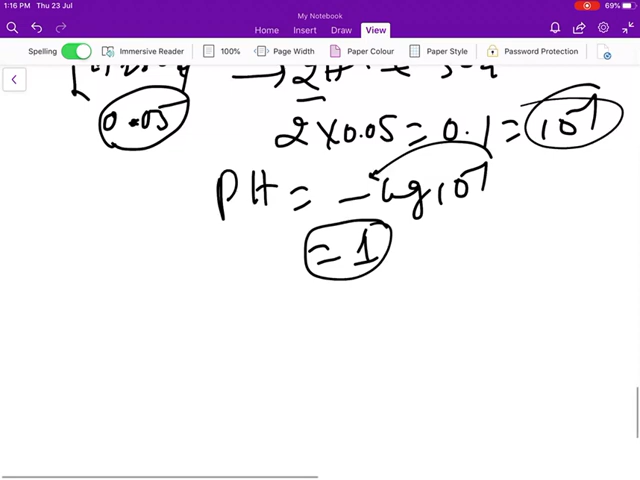 1:16 PM Thu 23 Jul
69%
My Notebook
Home Insert Draw View
Spelling Immersive Reader 100% Page Width Paper Colour Paper Style Password Protection
0.05
2×0.05=0.1=10⁻¹
PH = -log10⁻¹
= 1